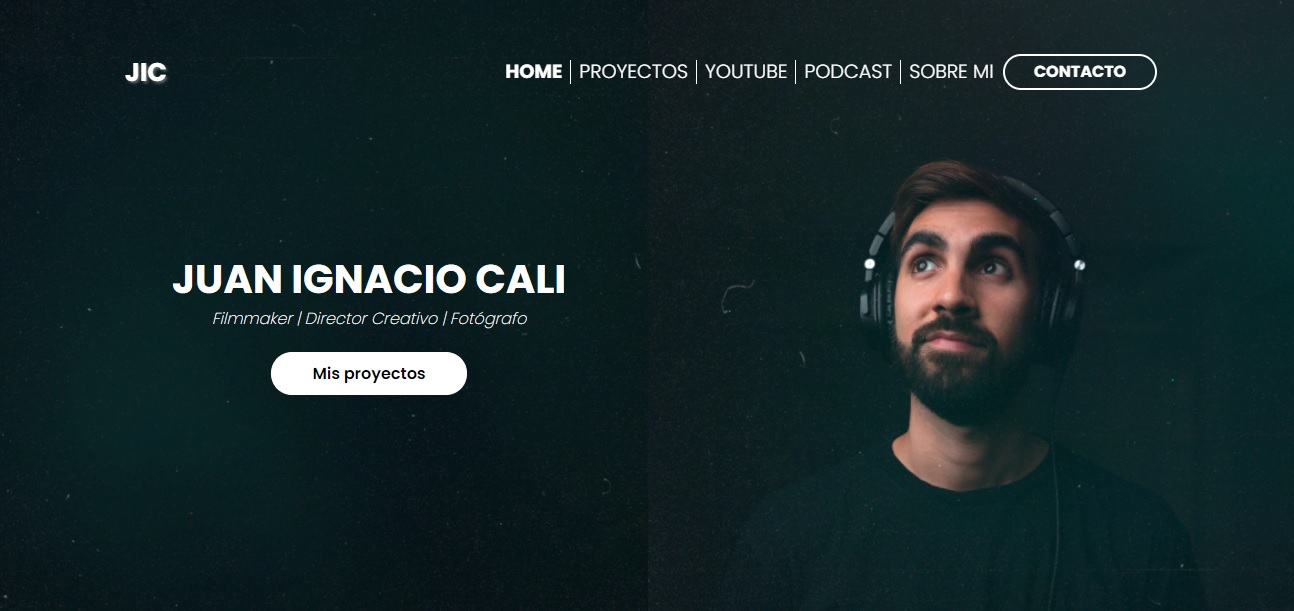 JIC
HOME | PROYECTOS | YOUTUBE | PODCAST | SOBRE MI CONTACTO
JUAN IGNACIO CALI
Filmmaker | Director Creativo | Fotógrafo
Mis proyectos